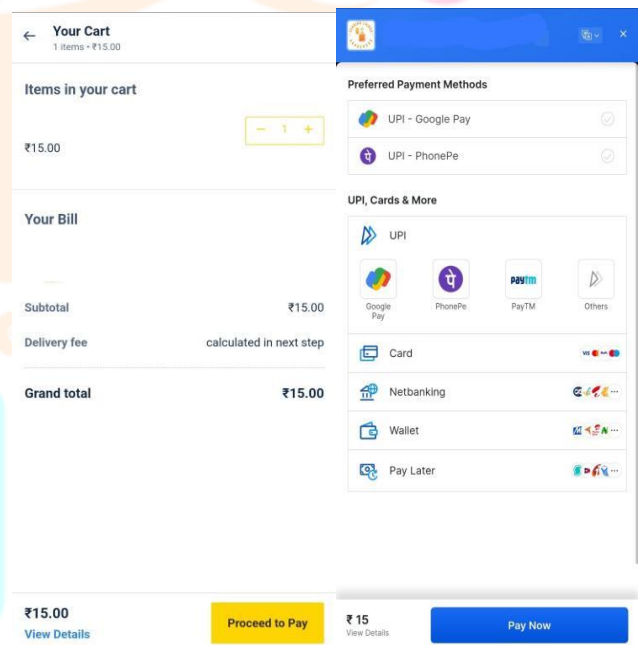 Your Cart
1 items • ₹15.00
Items in your cart
− 1 +
₹15.00
Your Bill
Subtotal ₹15.00
Delivery fee calculated in next step
Grand total ₹15.00
₹15.00
View Details
Proceed to Pay
Preferred Payment Methods
UPI - Google Pay
UPI - PhonePe
UPI, Cards & More
UPI
Google Pay
PhonePe
Paytm
PayTM
Others
Card
VISA
Netbanking
Wallet
Pay Later
₹ 15
View Details
Pay Now